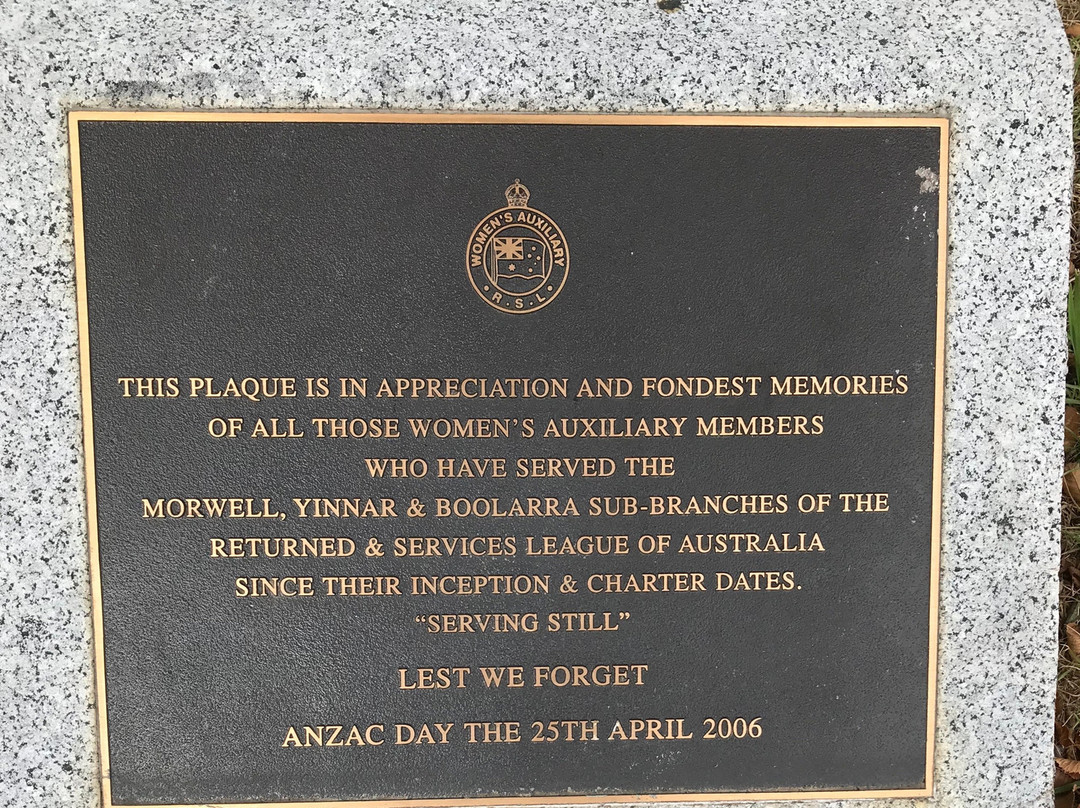 WOMEN'S AUXILIARY
R.S.L.
THIS PLAQUE IS IN APPRECIATION AND FONDEST MEMORIES
OF ALL THOSE WOMEN'S AUXILIARY MEMBERS
WHO HAVE SERVED THE
MORWELL, YINNAR & BOOLARRA SUB-BRANCHES OF THE
RETURNED & SERVICES LEAGUE OF AUSTRALIA
SINCE THEIR INCEPTION & CHARTER DATES.
“SERVING STILL”
LEST WE FORGET
ANZAC DAY THE 25TH APRIL 2006